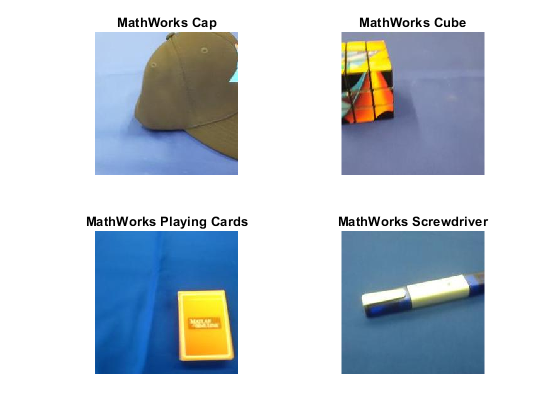 MathWorks Cap
MathWorks Cube
MathWorks Playing Cards
MathWorks Screwdriver